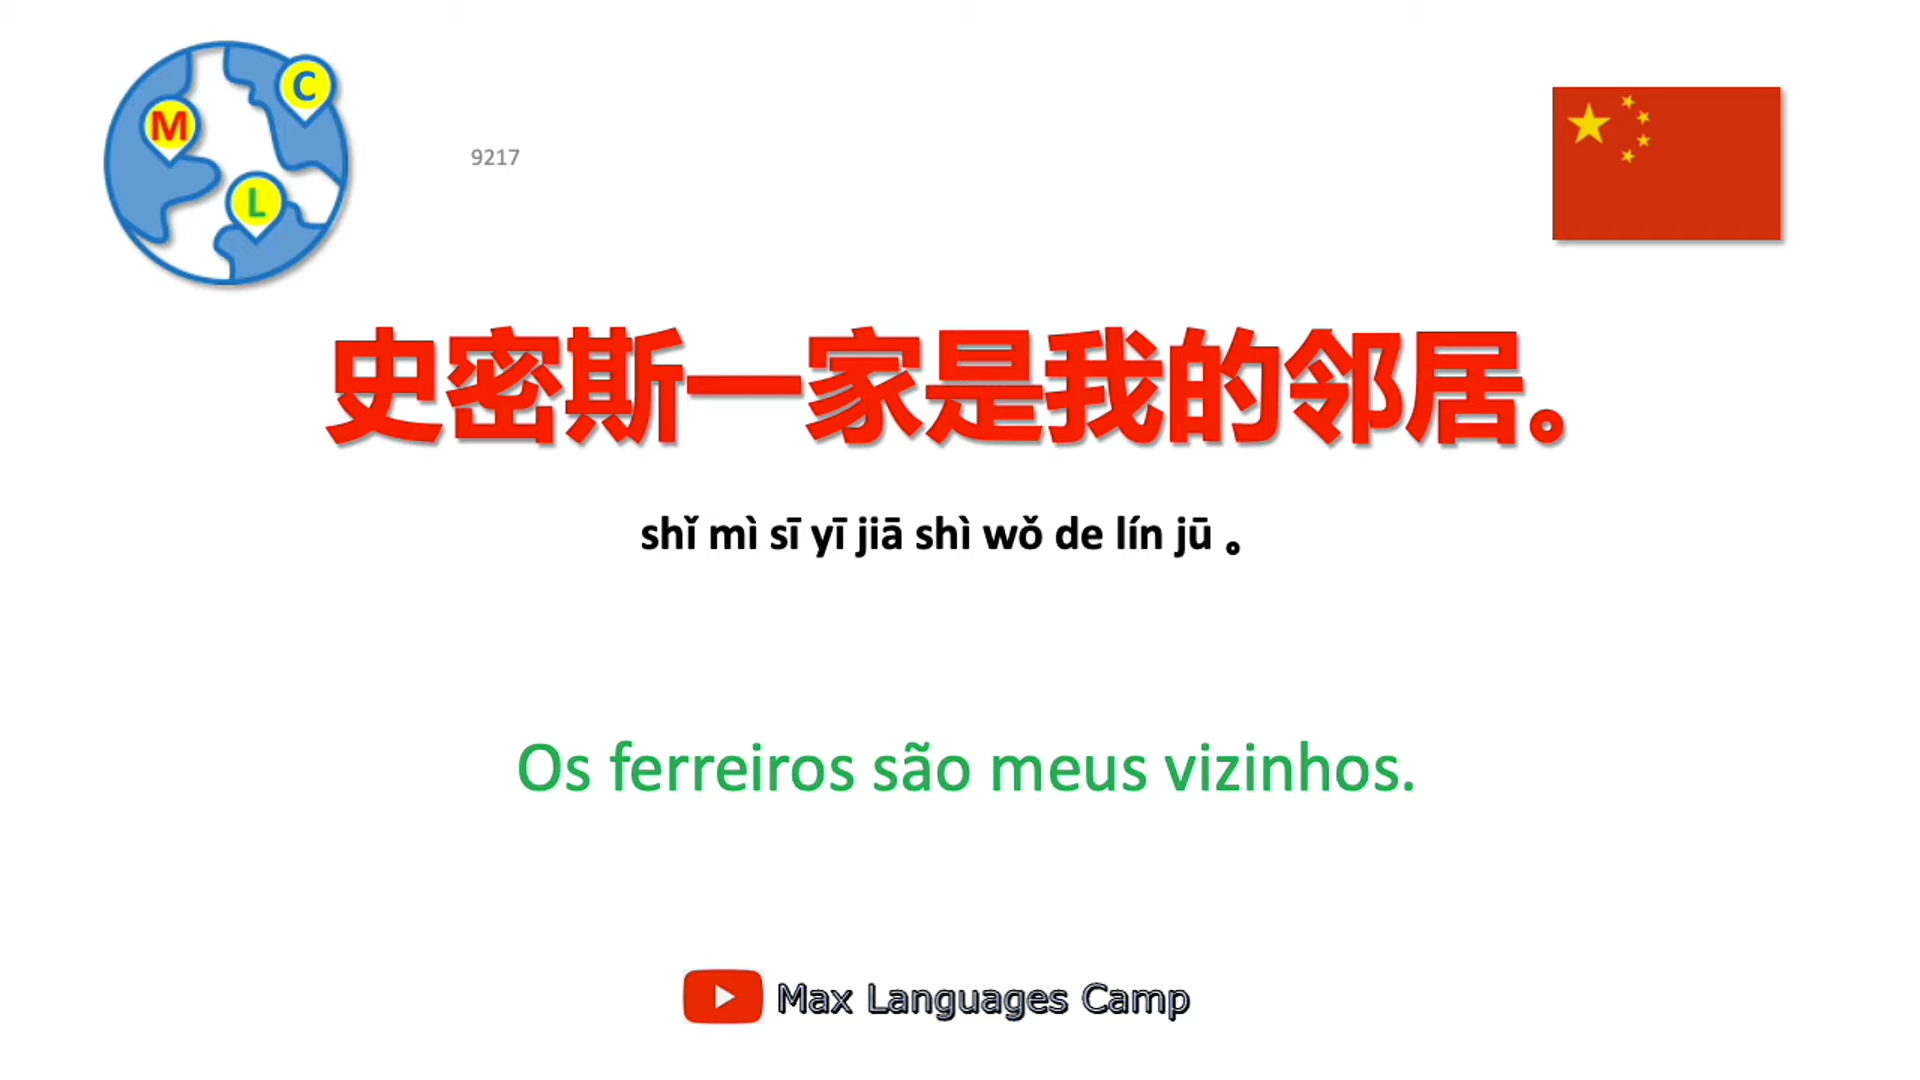 M
C
L
9217
史密斯一家是我的邻居。
shǐ mì sī yī jiā shì wǒ de lín jū 。
Os ferreiros são meus vizinhos.
Max Languages Camp